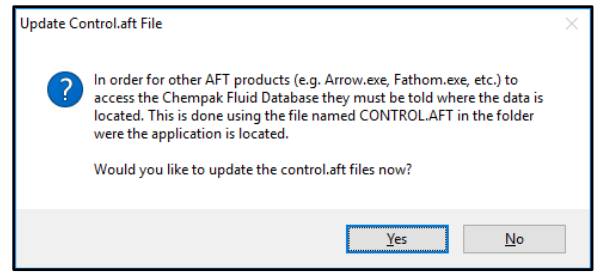 Update Control.aft File
In order for other AFT products (e.g. Arrow.exe, Fathom.exe, etc.) to
access the Chempak Fluid Database they must be told where the data is
located. This is done using the file named CONTROL.AFT in the folder
were the application is located.
Would you like to update the control.aft files now?
Yes
No